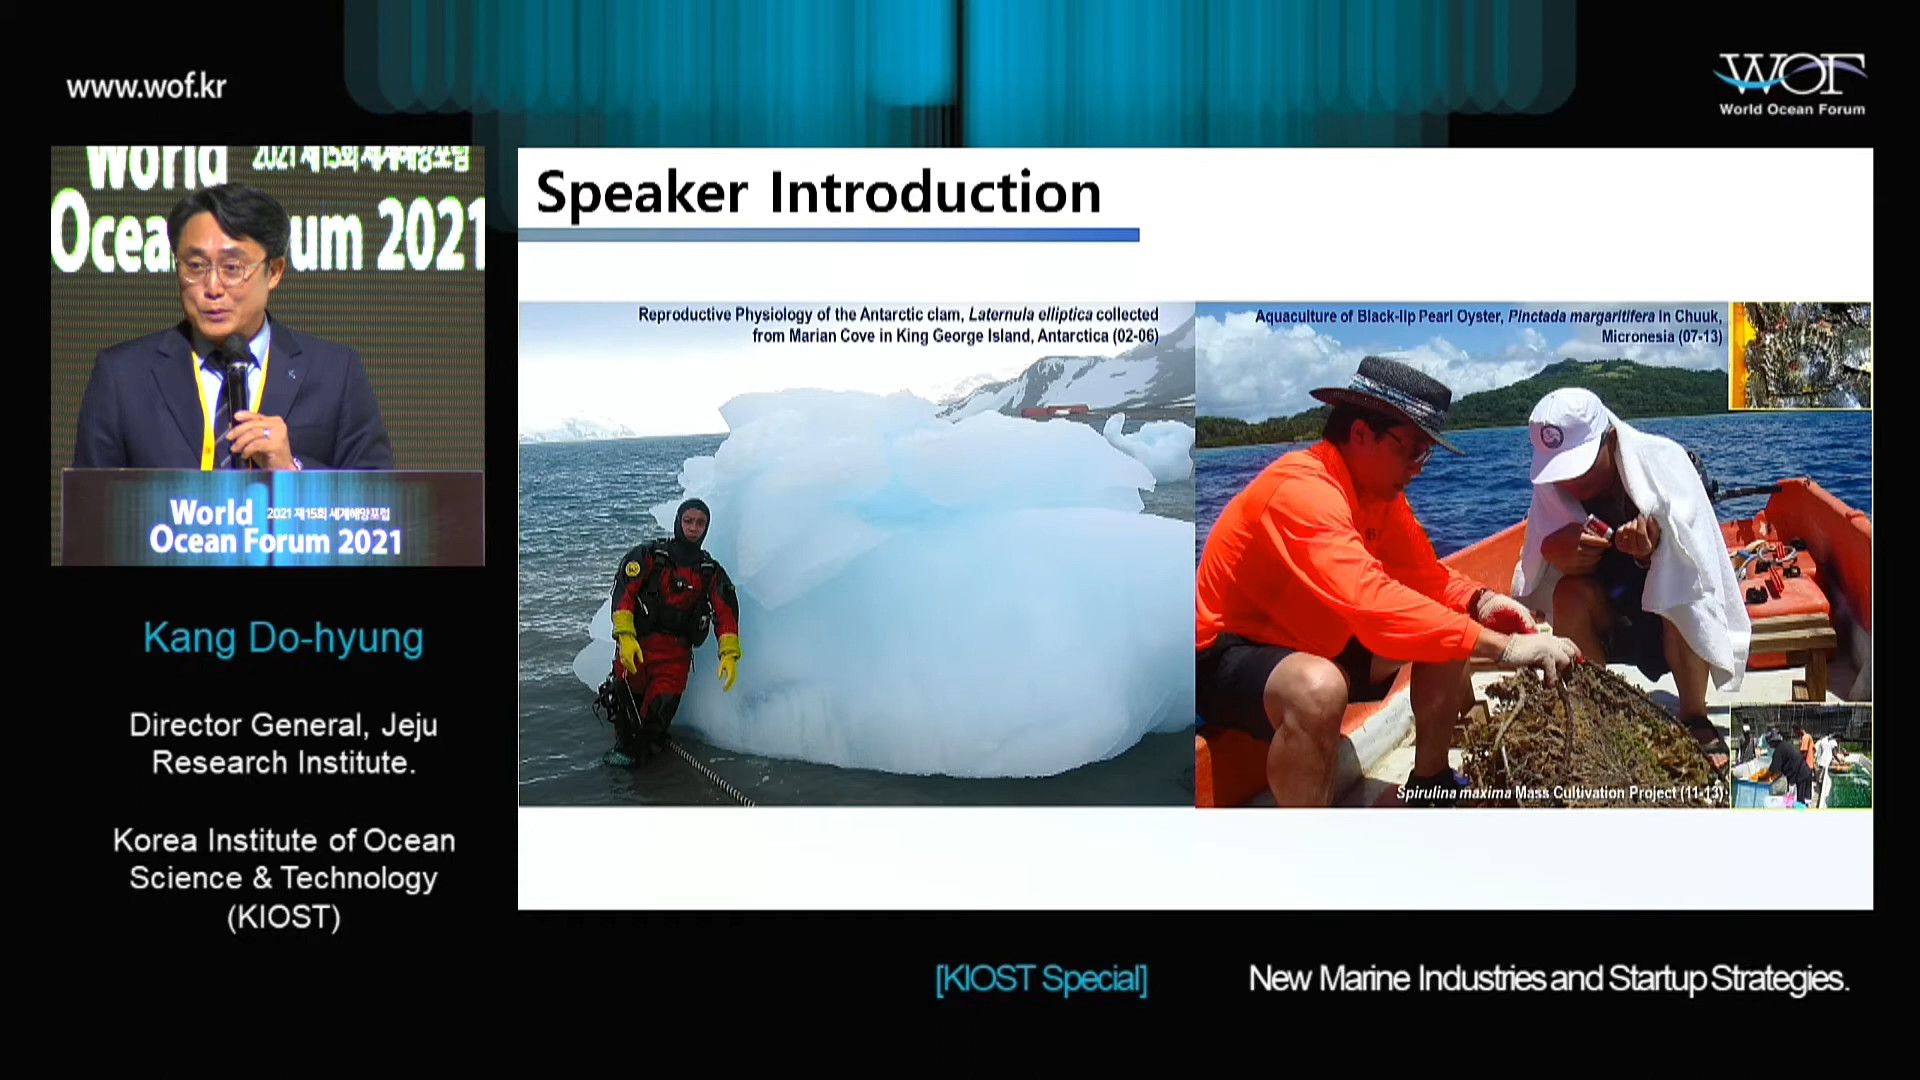 www.wof.kr
WOF
World Ocean Forum
World 2021 제15회 세계해양포럼
Ocea um 2021
World 2021 제15회 세계해양포럼
Ocean Forum 2021
Kang Do-hyung
Director General, Jeju
Research Institute.
Korea Institute of Ocean
Science & Technology
(KIOST)
Speaker Introduction
Reproductive Physiology of the Antarctic clam, Laternula elliptica collected
from Marian Cove in King George Island, Antarctica (02-06)
Aquaculture of Black-lip Pearl Oyster, Pinctada margaritifera in Chuuk,
Micronesia (07-13)
Spirulina maxima Mass Cultivation Project (11-13)
[KIOST Special] New Marine Industries and Startup Strategies.